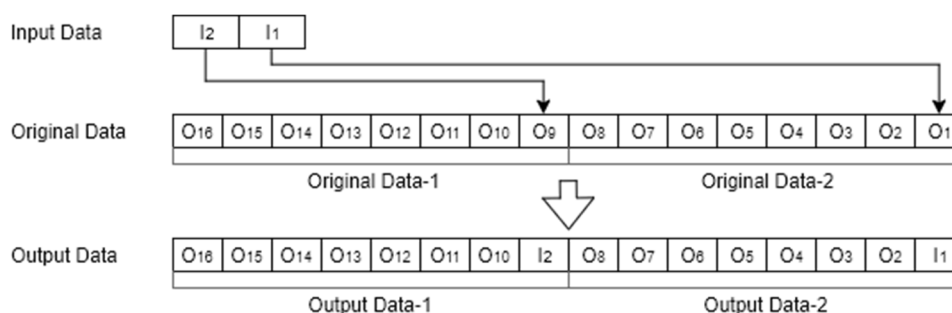 Input Data I2 I1
Original Data O16 O15 O14 O13 O12 O11 O10 O9 O8 O7 O6 O5 O4 O3 O2 O1
Original Data-1 Original Data-2
Output Data O16 O15 O14 O13 O12 O11 O10 I2 O8 O7 O6 O5 O4 O3 O2 I1
Output Data-1 Output Data-2